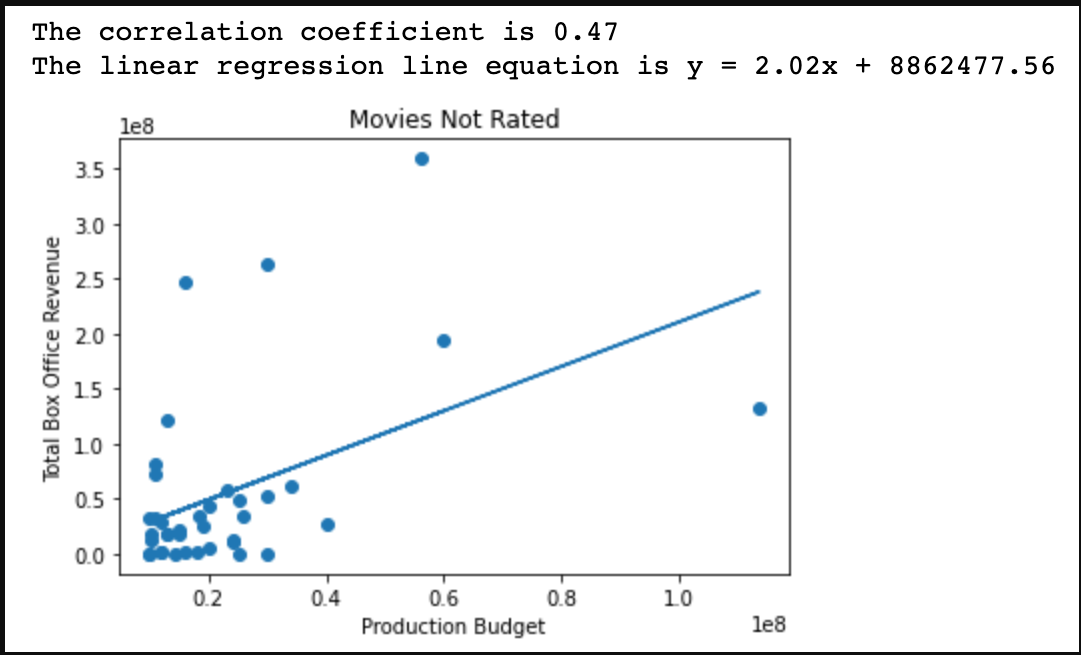 The correlation coefficient is 0.47
The linear regression line equation is y = 2.02x + 8862477.56
Movies Not Rated
1e8
3.5
3.0
2.5
2.0
1.5
1.0
0.5
0.0
Total Box Office Revenue
0.2 0.4 0.6 0.8 1.0
Production Budget
1e8